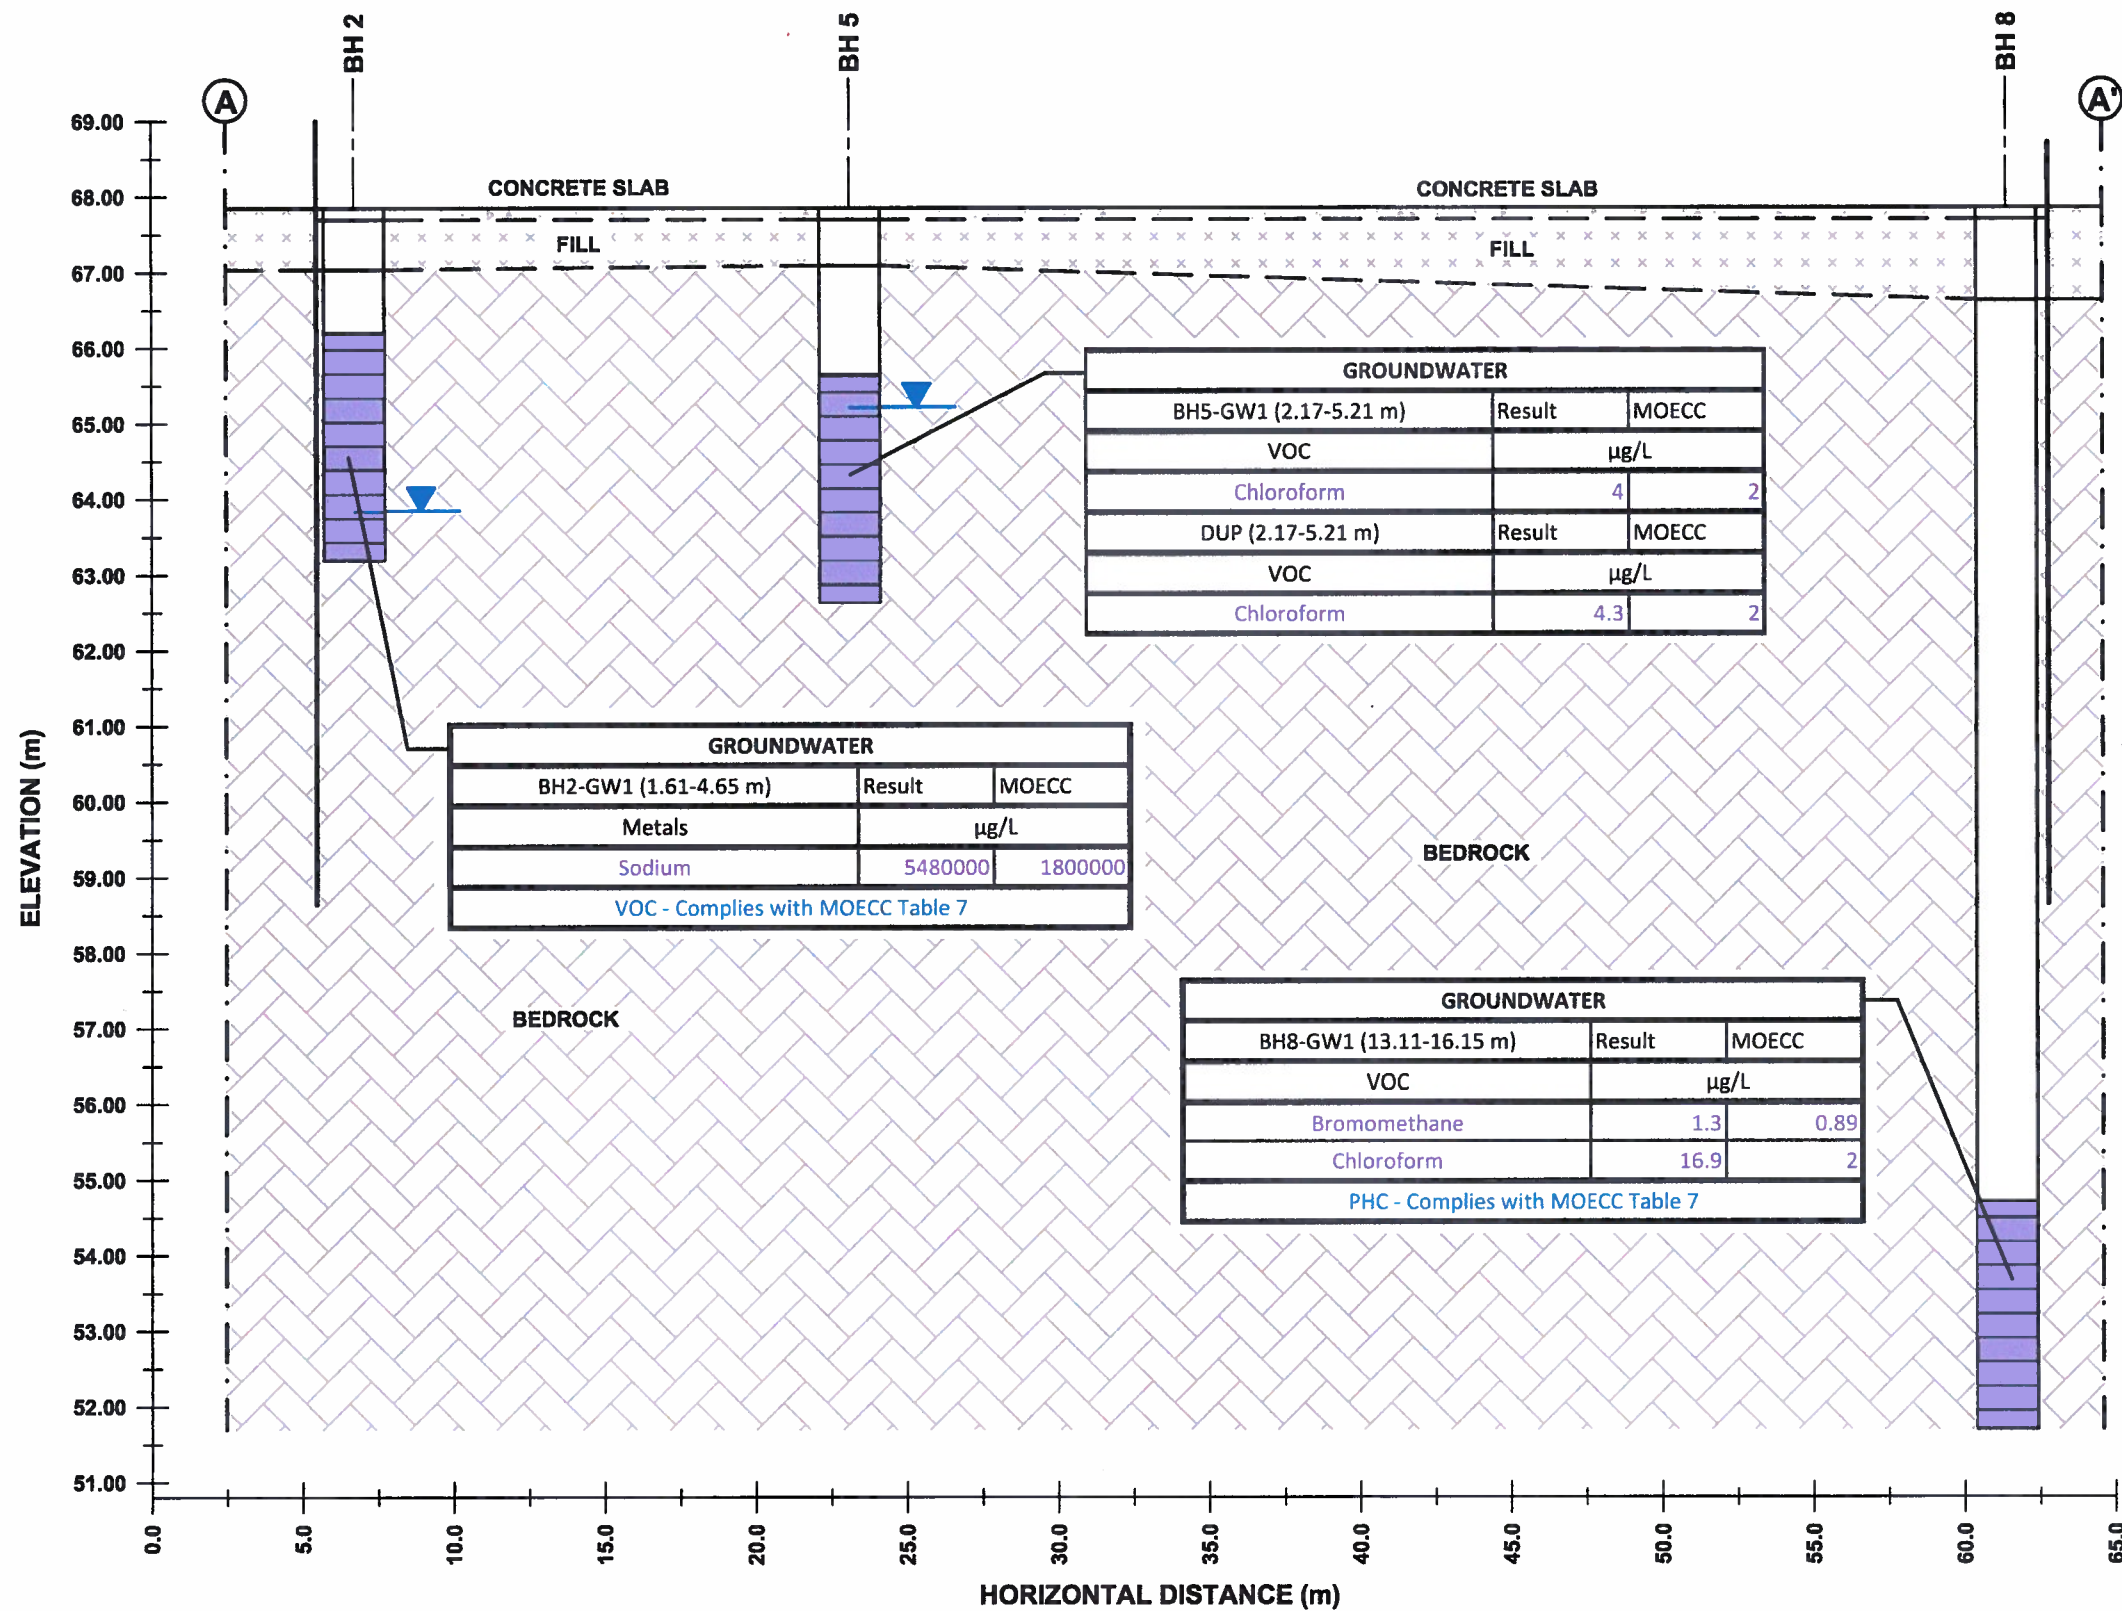 BH 2
BH 5
BH 8
A
A'
69.00
68.00
67.00
66.00
65.00
64.00
63.00
62.00
61.00
60.00
59.00
58.00
57.00
56.00
55.00
54.00
53.00
52.00
51.00
ELEVATION (m)
CONCRETE SLAB
CONCRETE SLAB
FILL
FILL
GROUNDWATER
BH5-GW1 (2.17-5.21 m) Result MOECC
VOC µg/L
Chloroform 4 2
DUP (2.17-5.21 m) Result MOECC
VOC µg/L
Chloroform 4.3 2
GROUNDWATER
BH2-GW1 (1.61-4.65 m) Result MOECC
Metals µg/L
Sodium 5480000 1800000
VOC - Complies with MOECC Table 7
BEDROCK
BEDROCK
GROUNDWATER
BH8-GW1 (13.11-16.15 m) Result MOECC
VOC µg/L
Bromomethane 1.3 0.89
Chloroform 16.9 2
PHC - Complies with MOECC Table 7
0.0 5.0 10.0 15.0 20.0 25.0 30.0 35.0 40.0 45.0 50.0 55.0 60.0 65.0
HORIZONTAL DISTANCE (m)